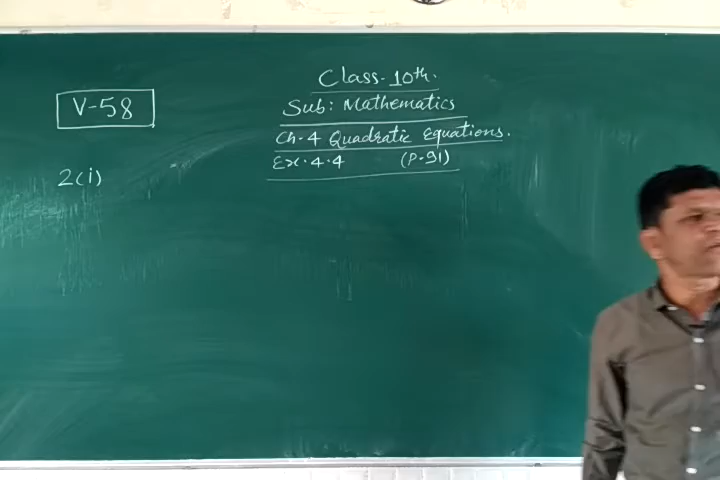 Class-10th.
V-58
Sub: Mathematics
Ch-4 Quadratic Equations.
Ex.4.4 (P-91)
2(i)